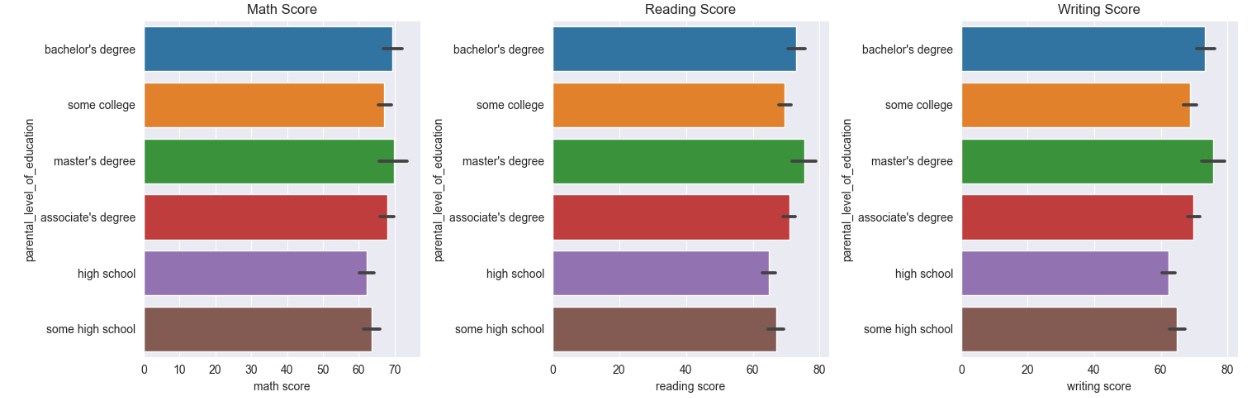 Math Score
parental_level_of_education
bachelor's degree
some college
master's degree
associate's degree
high school
some high school
0 10 20 30 40 50 60 70
math score
Reading Score
parental_level_of_education
bachelor's degree
some college
master's degree
associate's degree
high school
some high school
0 20 40 60 80
reading score
Writing Score
parental_level_of_education
bachelor's degree
some college
master's degree
associate's degree
high school
some high school
0 20 40 60 80
writing score